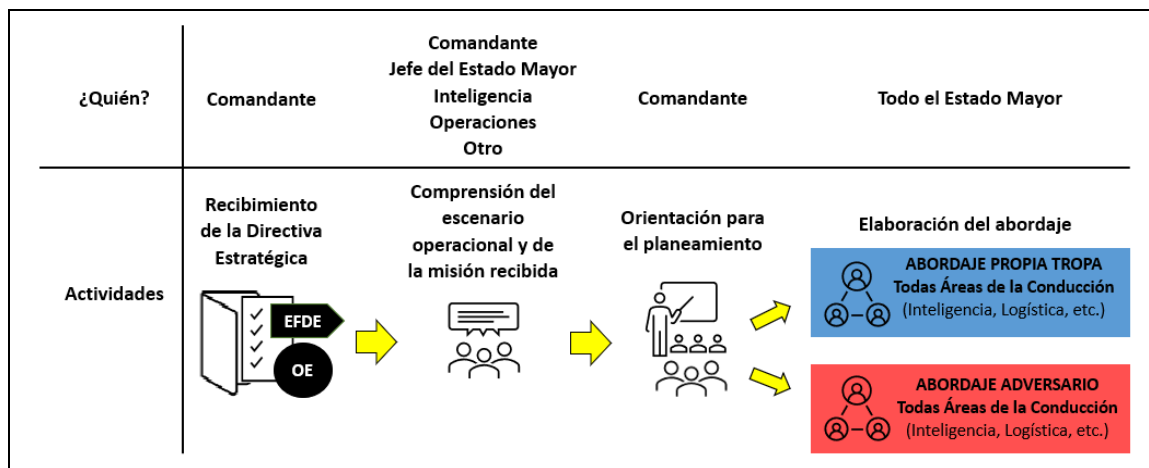 ¿Quién?
Comandante
Comandante
Jefe del Estado Mayor
Inteligencia
Operaciones
Otro
Comandante
Todo el Estado Mayor
Actividades
Recibimiento
de la Directiva
Estratégica
EFDE
OE
Comprensión del
escenario
operacional y de
la misión recibida
Orientación para
el planeamiento
Elaboración del abordaje
ABORDAJE PROPIA TROPA
Todas Áreas de la Conducción
(Inteligencia, Logística, etc.)
ABORDAJE ADVERSARIO
Todas Áreas de la Conducción
(Inteligencia, Logística, etc.)